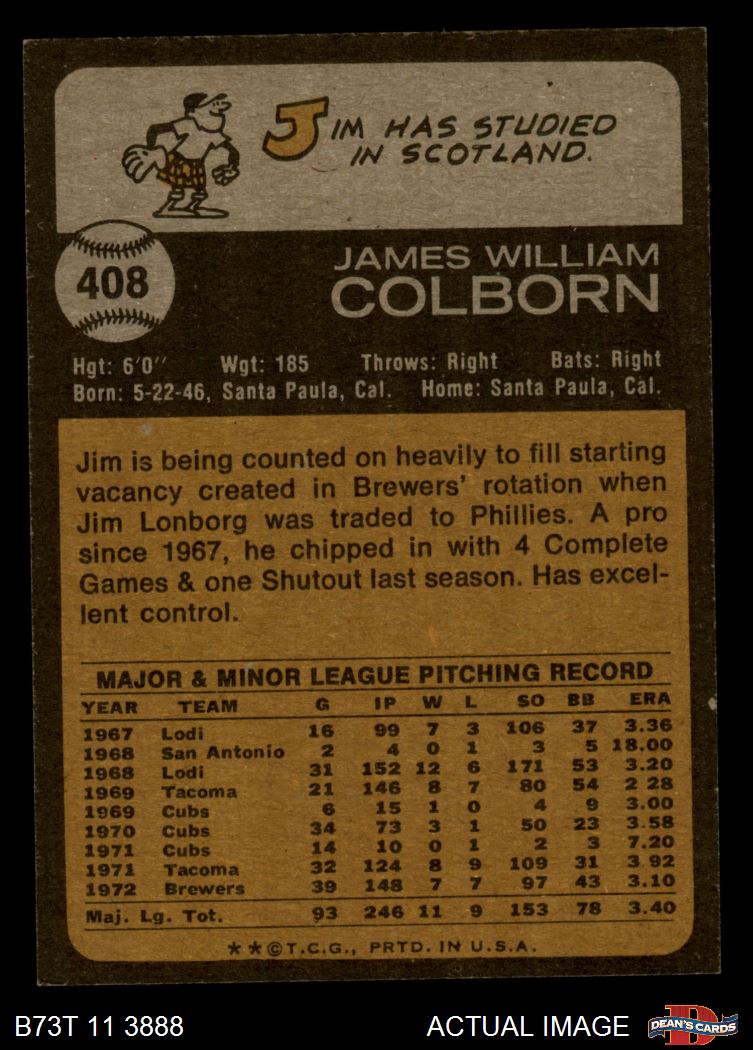 JIM HAS STUDIED
IN SCOTLAND.
408
JAMES WILLIAM
COLBORN
Hgt: 6'0" Wgt: 185 Throws: Right Bats: Right
Born: 5-22-46, Santa Paula, Cal. Home: Santa Paula, Cal.
Jim is being counted on heavily to fill starting
vacancy created in Brewers' rotation when
Jim Lonborg was traded to Phillies. A pro
since 1967, he chipped in with 4 Complete
Games & one Shutout last season. Has excel-
lent control.
MAJOR & MINOR LEAGUE PITCHING RECORD
YEAR TEAM G IP W L SO BB ERA
1967 Lodi 16 99 7 3 106 37 3.36
1968 San Antonio 2 4 0 1 3 5 18.00
1968 Lodi 31 152 12 6 171 53 3.20
1969 Tacoma 21 146 8 7 80 54 2 28
1969 Cubs 6 15 1 0 4 9 3.00
1970 Cubs 34 73 3 1 50 23 3.58
1971 Cubs 14 10 0 1 2 3 7.20
1971 Tacoma 32 124 8 9 109 31 3 92
1972 Brewers 39 148 7 7 97 43 3.10
Maj. Lg. Tot. 93 246 11 9 153 78 3.40
**©T.C.G., PRTD. IN U.S.A.
B73T 11 3888 ACTUAL IMAGE DEAN'S CARDS